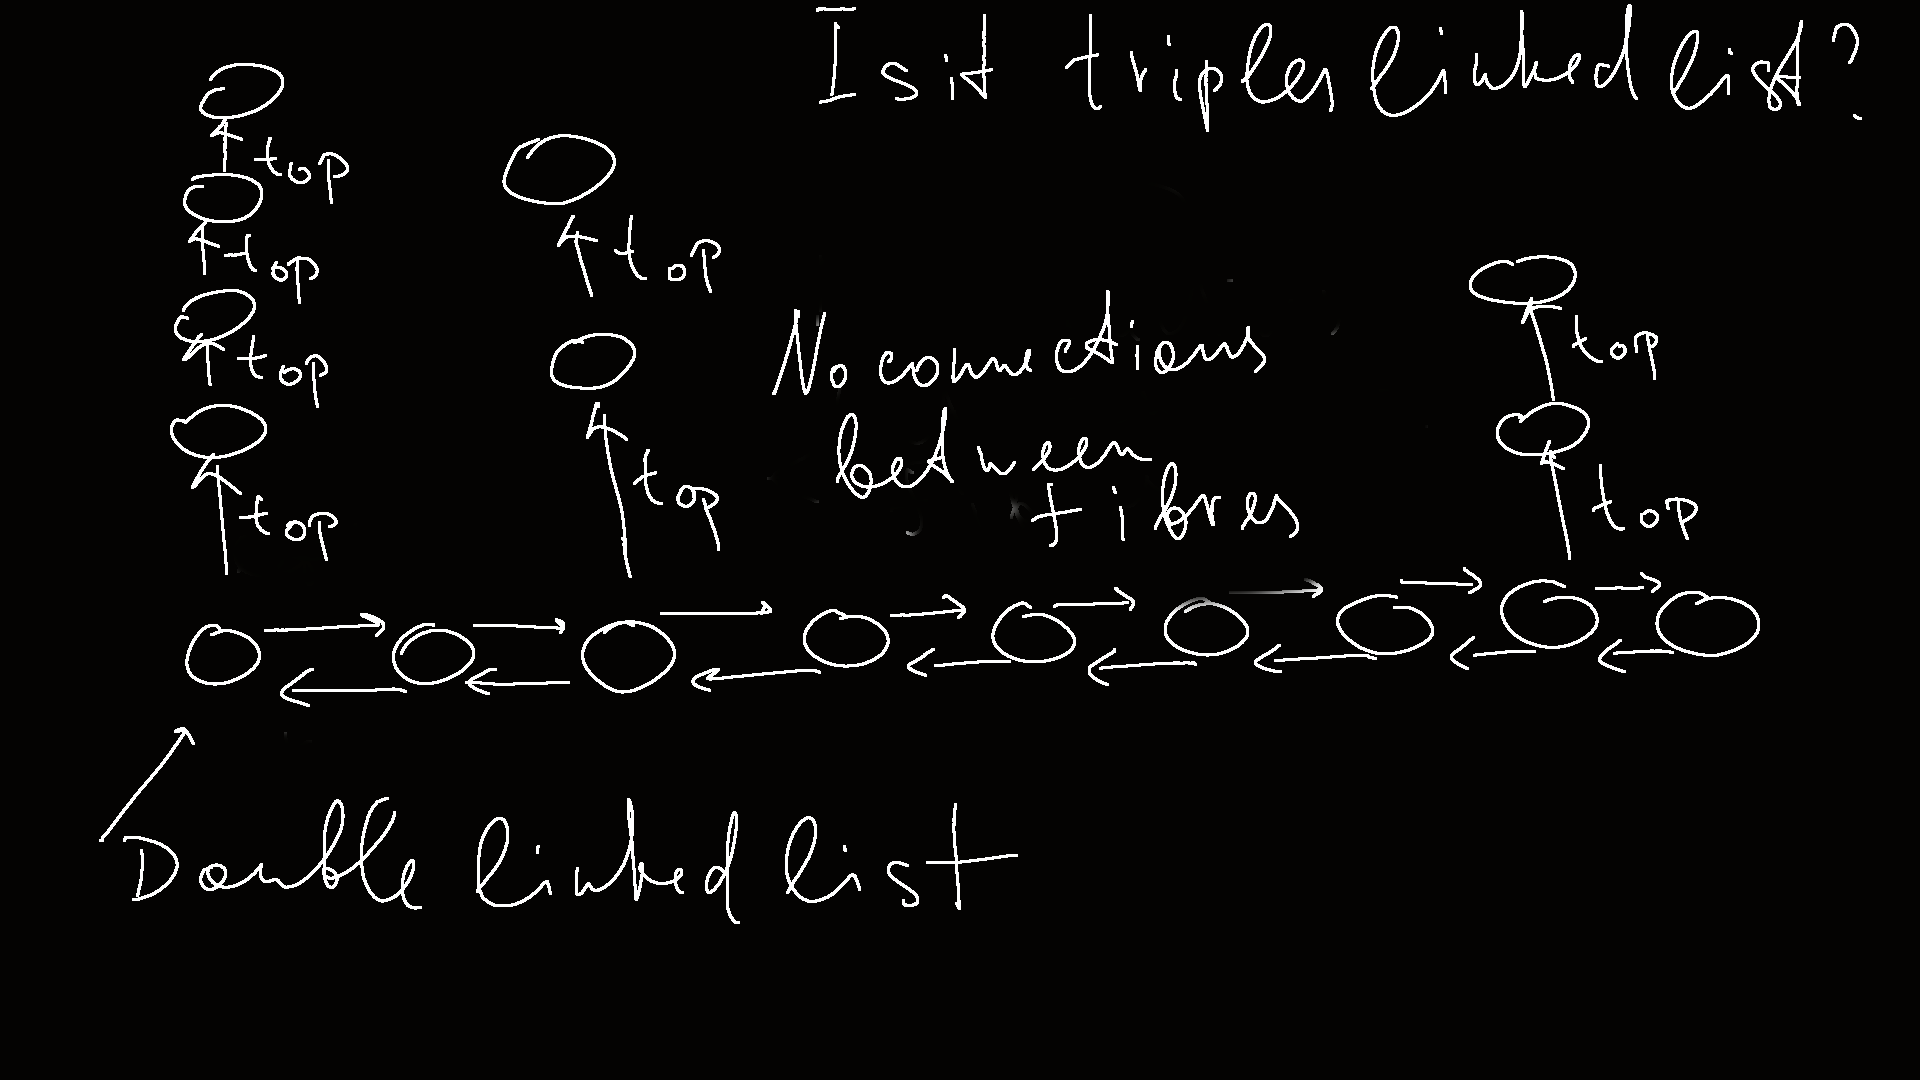 Is it triples linked list?
top
top
top
top
top
top
No connections
between
fibres
top
top
Double linked list